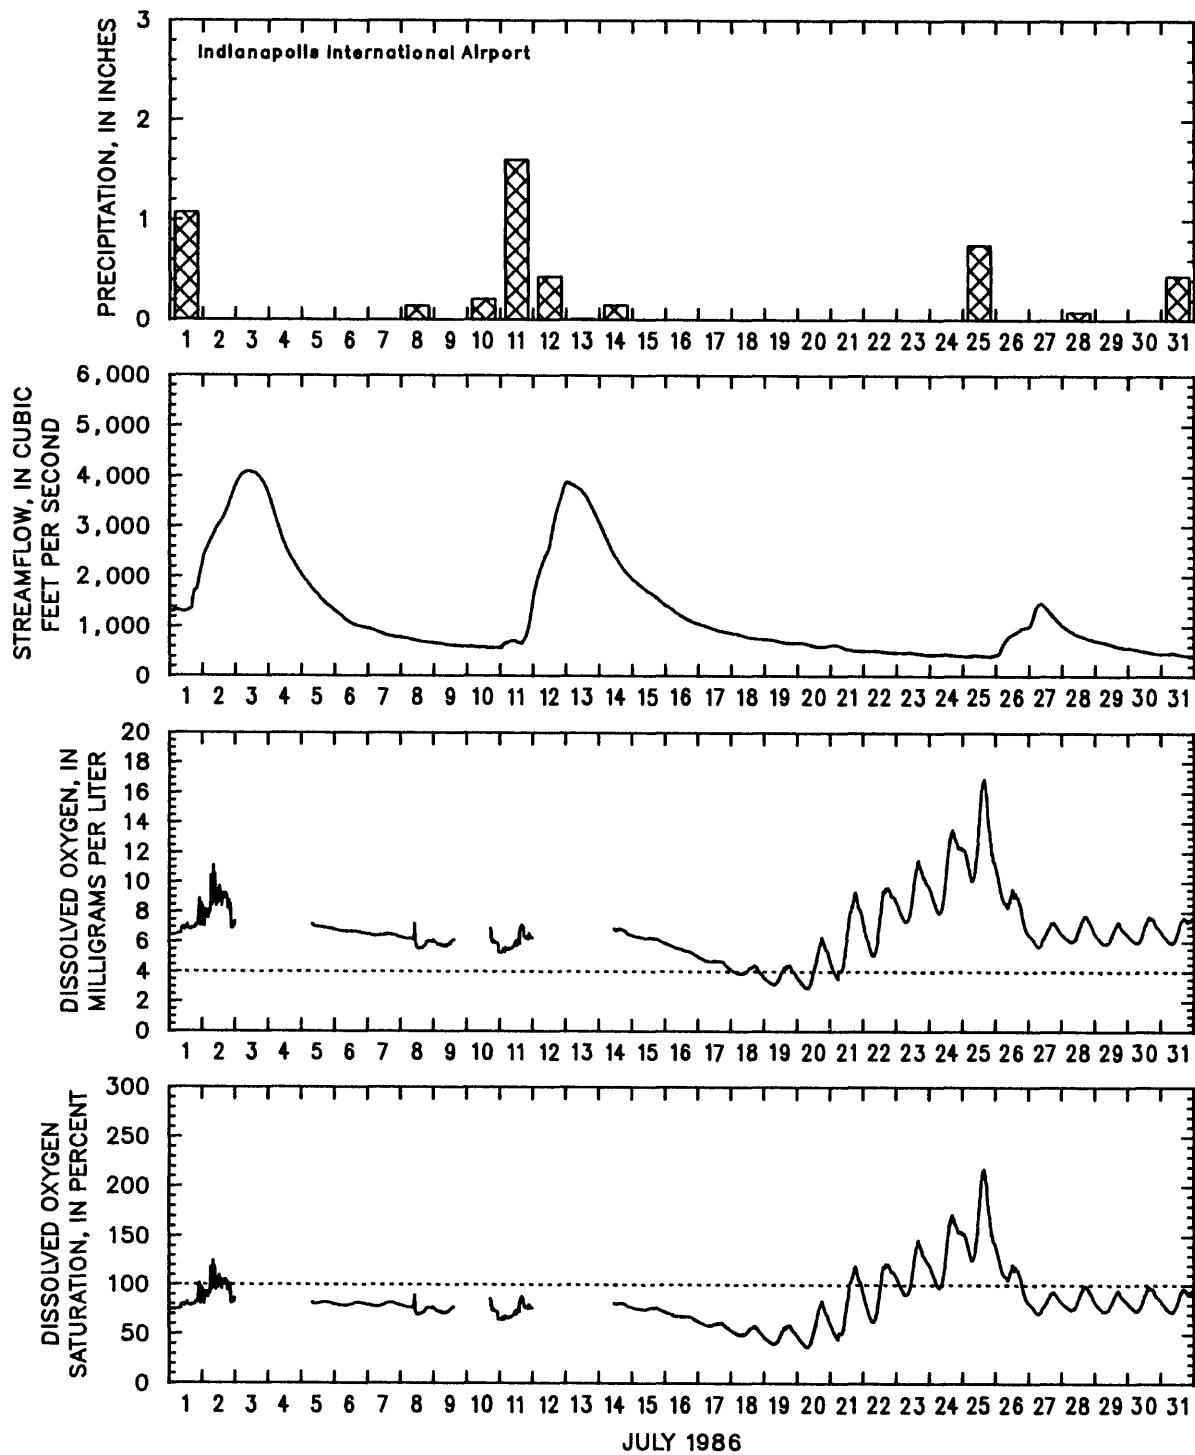 Indianapolis International Airport
PRECIPITATION, IN INCHES
3
2
1
0
1 2 3 4 5 6 7 8 9 10 11 12 13 14 15 16 17 18 19 20 21 22 23 24 25 26 27 28 29 30 31
STREAMFLOW, IN CUBIC
FEET PER SECOND
6,000
5,000
4,000
3,000
2,000
1,000
0
1 2 3 4 5 6 7 8 9 10 11 12 13 14 15 16 17 18 19 20 21 22 23 24 25 26 27 28 29 30 31
DISSOLVED OXYGEN, IN
MILLIGRAMS PER LITER
20
18
16
14
12
10
8
6
4
2
0
1 2 3 4 5 6 7 8 9 10 11 12 13 14 15 16 17 18 19 20 21 22 23 24 25 26 27 28 29 30 31
DISSOLVED OXYGEN
SATURATION, IN PERCENT
300
250
200
150
100
50
0
1 2 3 4 5 6 7 8 9 10 11 12 13 14 15 16 17 18 19 20 21 22 23 24 25 26 27 28 29 30 31
JULY 1986